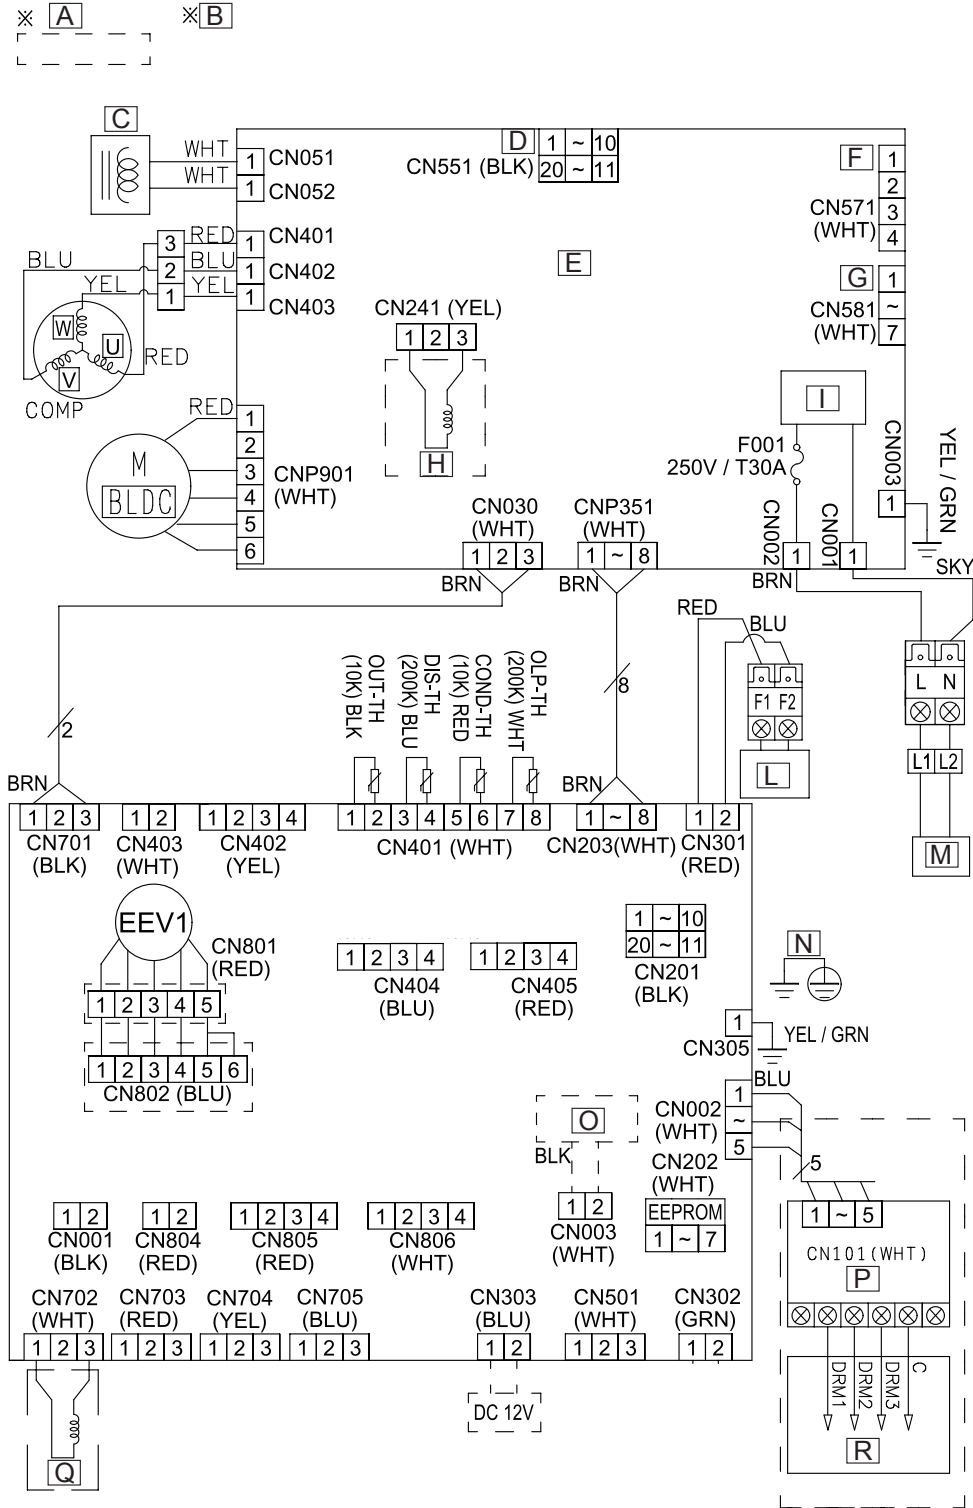 ※ A
※ B
C
WHT
WHT
1 CN051
1 CN052
D 1 ~ 10
CN551 (BLK) 20 ~ 11
F 1
2
CN571 3
(WHT) 4
3 RED 1 CN401
BLU 2 BLU 1 CN402
YEL 1 YEL 1 CN403
E
G 1
CN581 ~
(WHT) 7
W U
V
RED
COMP
CN241 (YEL)
1 2 3
H
I
F001
250V / T30A
RED 1
2
M 3 CNP901
BLDC 4 (WHT)
5
6
CN003
1
YEL / GRN
CN030
(WHT)
1 2 3
BRN
CNP351
(WHT)
1 ~ 8
BRN
CN002
1
BRN
CN001
1
SKY
RED
BLU
OUT-TH
(10K) BLK
DIS-TH
(200K) BLU
COND-TH
(10K) RED
OLP-TH
(200K) WHT
8
2
F1 F2
L
L N
L1 L2
M
BRN
BRN
1 2 3
CN701
(BLK)
1 2
CN403
(WHT)
1 2 3 4
CN402
(YEL)
1 2 3 4 5 6 7 8
CN401 (WHT)
1 ~ 8
CN203(WHT)
1 2
CN301
(RED)
EEV1
CN801
(RED)
1 2 3 4 5
1 2 3 4 5 6
CN802 (BLU)
1 2 3 4
CN404
(BLU)
1 2 3 4
CN405
(RED)
1 ~ 10
20 ~ 11
CN201
(BLK)
N
1
CN305
YEL / GRN
BLU
1
CN002 ~
(WHT) 5
5
O
BLK
1 2
CN003
(WHT)
CN202
(WHT)
EEPROM
1 ~ 7
1 ~ 5
CN101(WHT)
P
1 2
CN001
(BLK)
1 2
CN804
(RED)
1 2 3 4
CN805
(RED)
1 2 3 4
CN806
(WHT)
CN702
(WHT)
1 2 3
CN703
(RED)
1 2 3
CN704
(YEL)
1 2 3
CN705
(BLU)
1 2 3
CN303
(BLU)
1 2
CN501
(WHT)
1 2 3
CN302
(GRN)
1 2
DRM1
DRM2
DRM3
C
R
DC 12V
Q